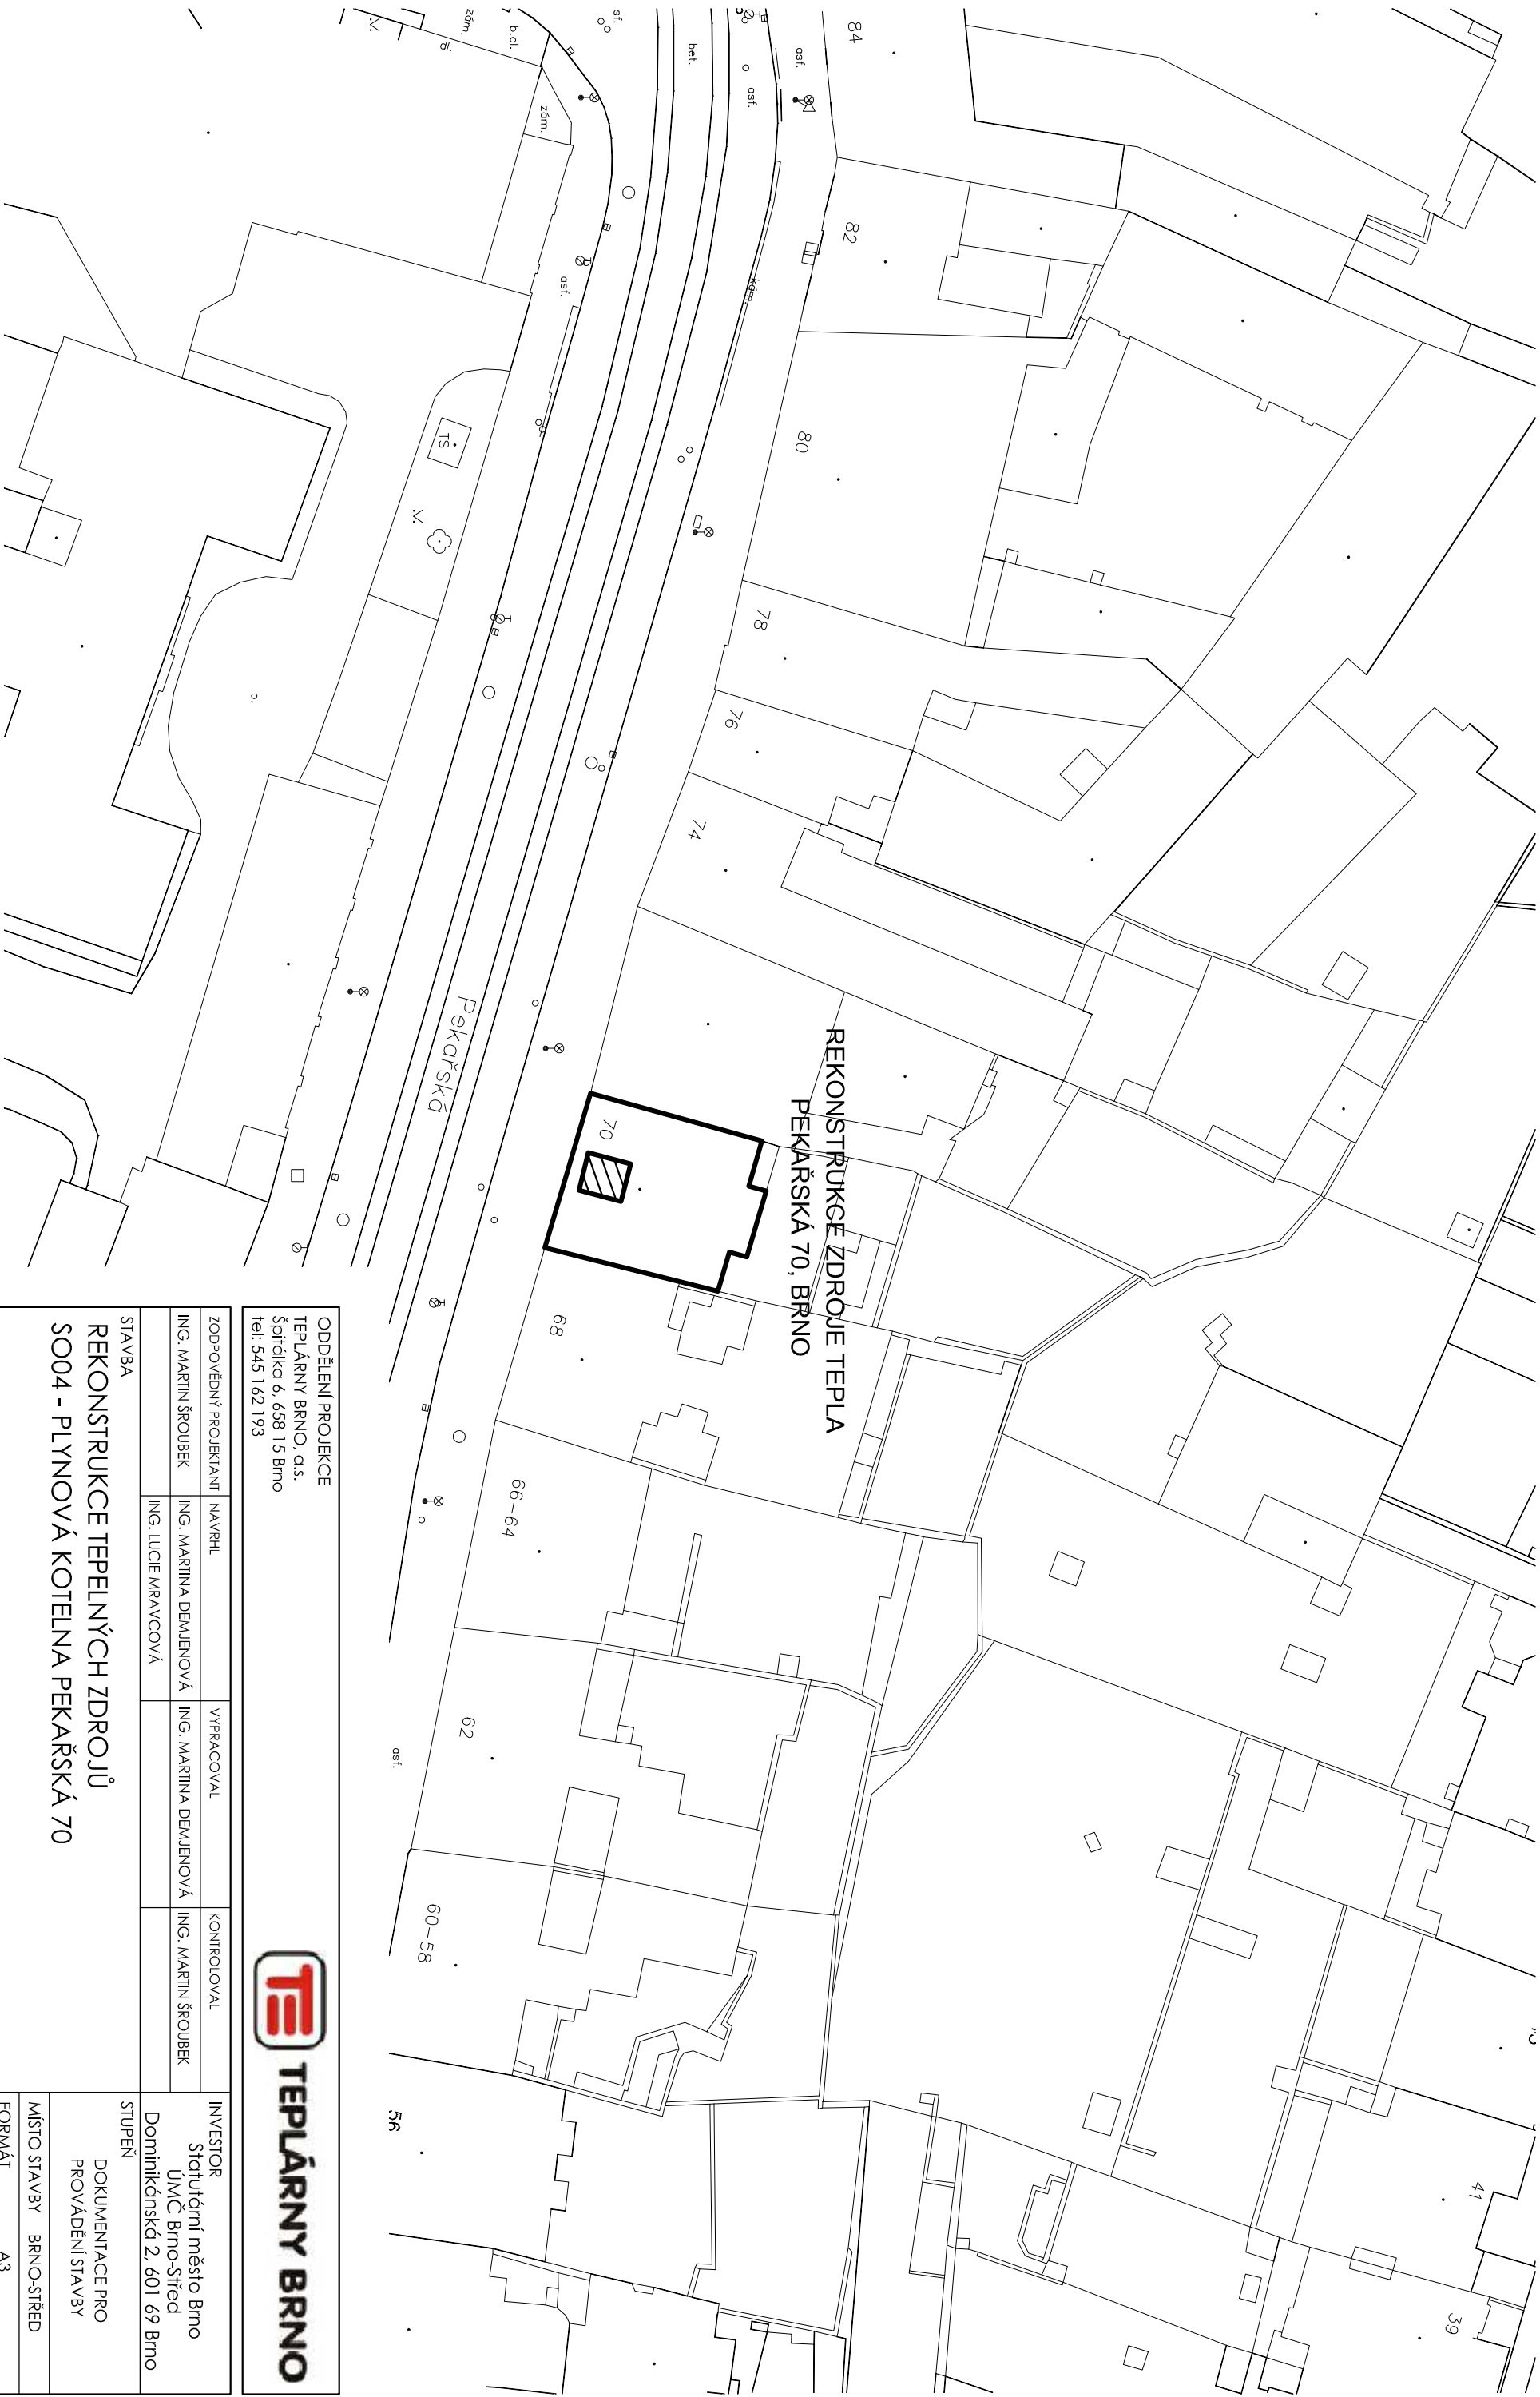 84
82
80
78
76
74
70
68
66-64
62
60-58
56
41
39
asf.
asf.
bet.
sf.
b.dl.
zám.
zám.
asf.
kam.
TS
b.
asf.
Pekařská
REKONSTRUKCE ZDROJE TEPLA
PEKAŘSKÁ 70, BRNO
ODDĚLENÍ PROJEKCE
TEPLÁRNY BRNO, a.s.
Špitálka 6, 658 15 Brno
tel: 545 162 193
TEPLÁRNY BRNO
ZODPOVĚDNÝ PROJEKTANT NAVRHL VYPRACOVAL KONTROLOVAL
ING. MARTIN ŠROUBEK ING. MARTINA DEMJENOVÁ ING. MARTINA DEMJENOVÁ ING. MARTIN ŠROUBEK
ING. LUCIE MRAVCOVÁ
INVESTOR
Statutární město Brno
ÚMČ Brno-Střed
Dominikánská 2, 601 69 Brno
STAVBA
REKONSTRUKCE TEPELNÝCH ZDROJŮ
SO04 - PLYNOVÁ KOTELNA PEKAŘSKÁ 70
STUPEŇ
DOKUMENTACE PRO
PROVÁDĚNÍ STAVBY
MÍSTO STAVBY BRNO-STŘED
FORMÁT A3